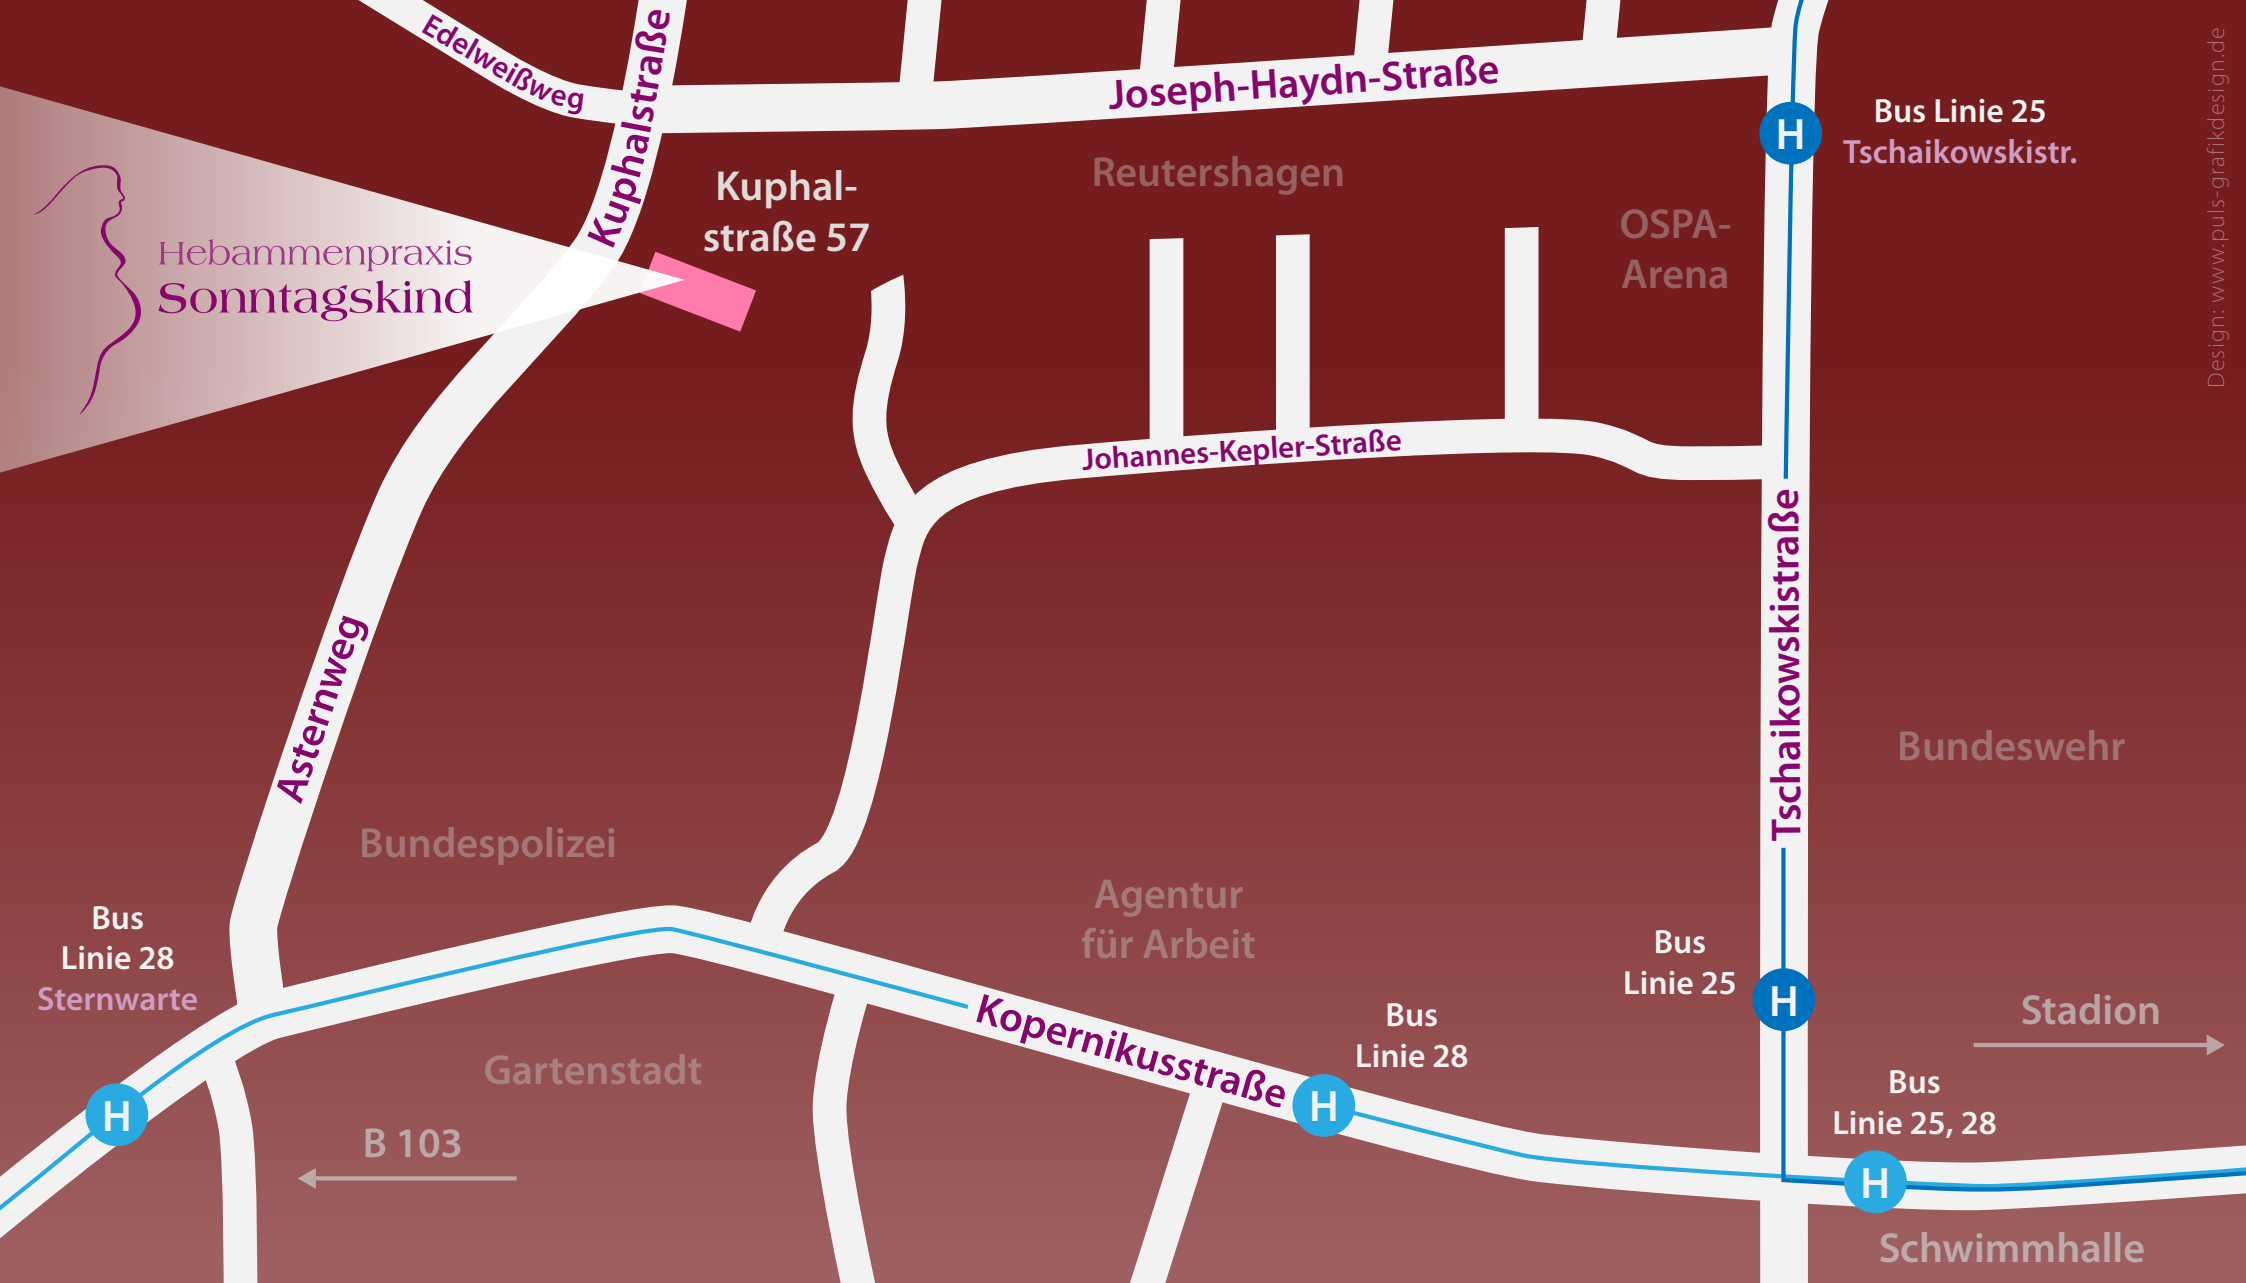 Edelweißweg
Kuphalstraße
Joseph-Haydn-Straße
Bus Linie 25
Tschaikowskistr.
Design: www.puls-grafikdesign.de
Reutershagen
Kuphal-
straße 57
OSPA-
Arena
Hebammenpraxis
Sonntagskind
Johannes-Kepler-Straße
Tschaikowskistraße
Asternweg
Bundeswehr
Bundespolizei
Agentur
für Arbeit
Bus
Linie 28
Sternwarte
Bus
Linie 25
Kopernikusstraße
Bus
Linie 28
Stadion
Gartenstadt
Bus
Linie 25, 28
B 103
H
H
H
H
H
Schwimmhalle